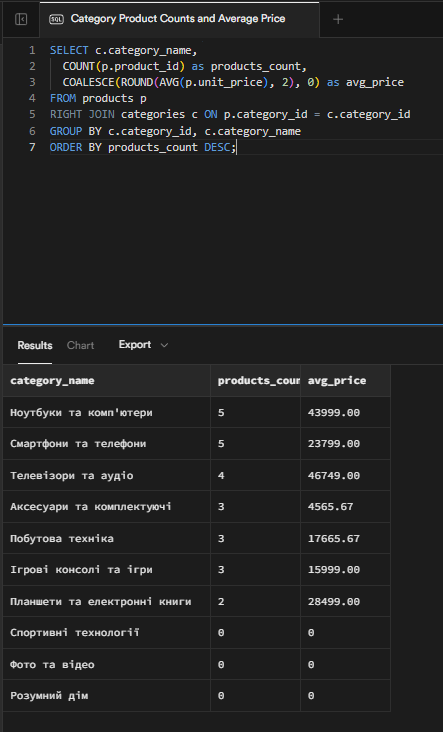 SQL Category Product Counts and Average Price +
1 SELECT c.category_name,
2 COUNT(p.product_id) as products_count,
3 COALESCE(ROUND(AVG(p.unit_price), 2), 0) as avg_price
4 FROM products p
5 RIGHT JOIN categories c ON p.category_id = c.category_id
6 GROUP BY c.category_id, c.category_name
7 ORDER BY products_count DESC;
Results Chart Export
category_name products_coun avg_price
Ноутбуки та комп'ютери 5 43999.00
Смартфони та телефони 5 23799.00
Телевізори та аудіо 4 46749.00
Аксесуари та комплектуючі 3 4565.67
Побутова техніка 3 17665.67
Ігрові консолі та ігри 3 15999.00
Планшети та електронні книги 2 28499.00
Спортивні технології 0 0
Фото та відео 0 0
Розумний дім 0 0